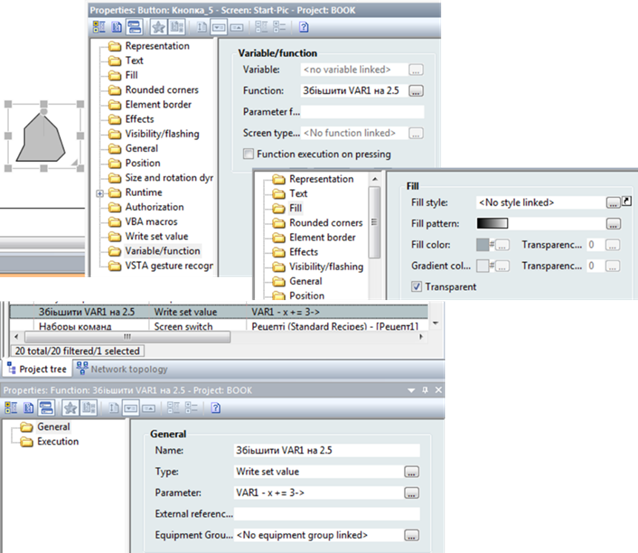 Properties: Button: Кнопка_5 - Screen: Start-Pic - Project: BOOK
Representation
Text
Fill
Rounded corners
Element border
Effects
Visibility/flashing
General
Position
Size and rotation dyr
Runtime
Authorization
VBA macros
Write set value
Variable/function
VSTA gesture recogr
Variable/function
Variable: <no variable linked> ...
Function: Збіьшити VAR1 на 2.5 ...
Parameter f...
Screen type... <No function linked> ...
Function execution on pressing
Representation
Text
Fill
Rounded corners
Element border
Effects
Visibility/flashing
General
Position
Fill
Fill style: <No style linked> ...
Fill pattern: ...
Fill color: ... Transparenc... 0 ...
Gradient col... ... Transparenc... 0 ...
Transparent
Збіьшити VAR1 на 2.5 Write set value VAR1 - x += 3->
Наборы команд Screen switch Рецепті (Standard Recipes) - [Рецепт1]
20 total/20 filtered/1 selected
Project tree Network topology
Properties: Function: Збіьшити VAR1 на 2.5 - Project: BOOK
General
Execution
General
Name: Збіьшити VAR1 на 2.5
Type: Write set value ...
Parameter: VAR1 - x += 3-> ...
External referenc...
Equipment Grou... <No equipment group linked> ...